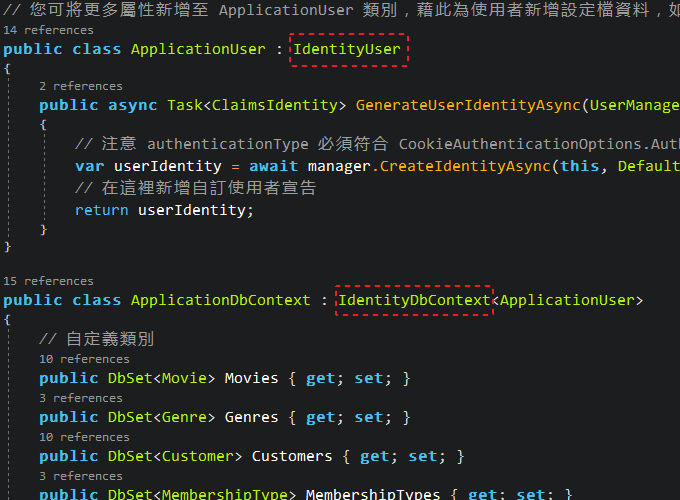 // 您可將更多屬性新增至 ApplicationUser 類別，藉此為使用者新增設定檔資料，如
14 references
public class ApplicationUser : IdentityUser
{
2 references
public async Task<ClaimsIdentity> GenerateUserIdentityAsync(UserManage
{
// 注意 authenticationType 必須符合 CookieAuthenticationOptions.Aut
var userIdentity = await manager.CreateIdentityAsync(this, Default
// 在這裡新增自訂使用者宣告
return userIdentity;
}
}
15 references
public class ApplicationDbContext : IdentityDbContext<ApplicationUser>
{
// 自定義類別
10 references
public DbSet<Movie> Movies { get; set; }
3 references
public DbSet<Genre> Genres { get; set; }
10 references
public DbSet<Customer> Customers { get; set; }
3 references
public DbSet<MembershipType> MembershipTypes { get; set; }